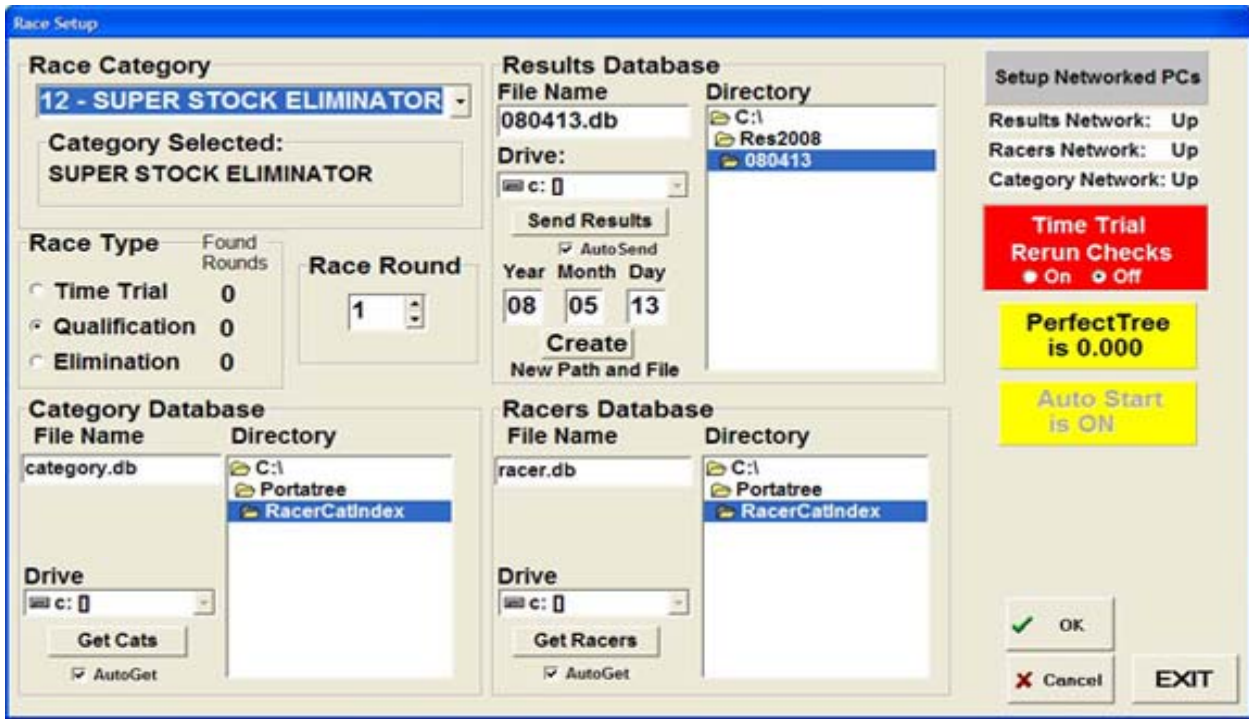 Race Setup
Race Category
12 - SUPER STOCK ELIMINATOR
Category Selected:
SUPER STOCK ELIMINATOR
Race Type
Found
Rounds
Time Trial 0
Qualification 0
Elimination 0
Race Round
1
Results Database
File Name
080413.db
Drive:
c: []
Send Results
AutoSend
Year Month Day
08 05 13
Create
New Path and File
Directory
C:\
Res2008
080413
Setup Networked PCs
Results Network: Up
Racers Network: Up
Category Network: Up
Time Trial
Rerun Checks
On Off
PerfectTree
is 0.000
Auto Start
is ON
Category Database
File Name
category.db
Drive
c: []
Get Cats
AutoGet
Directory
C:\
Portatree
RacerCatIndex
Racers Database
File Name
racer.db
Drive
c: []
Get Racers
AutoGet
Directory
C:\
Portatree
RacerCatIndex
OK
Cancel
EXIT